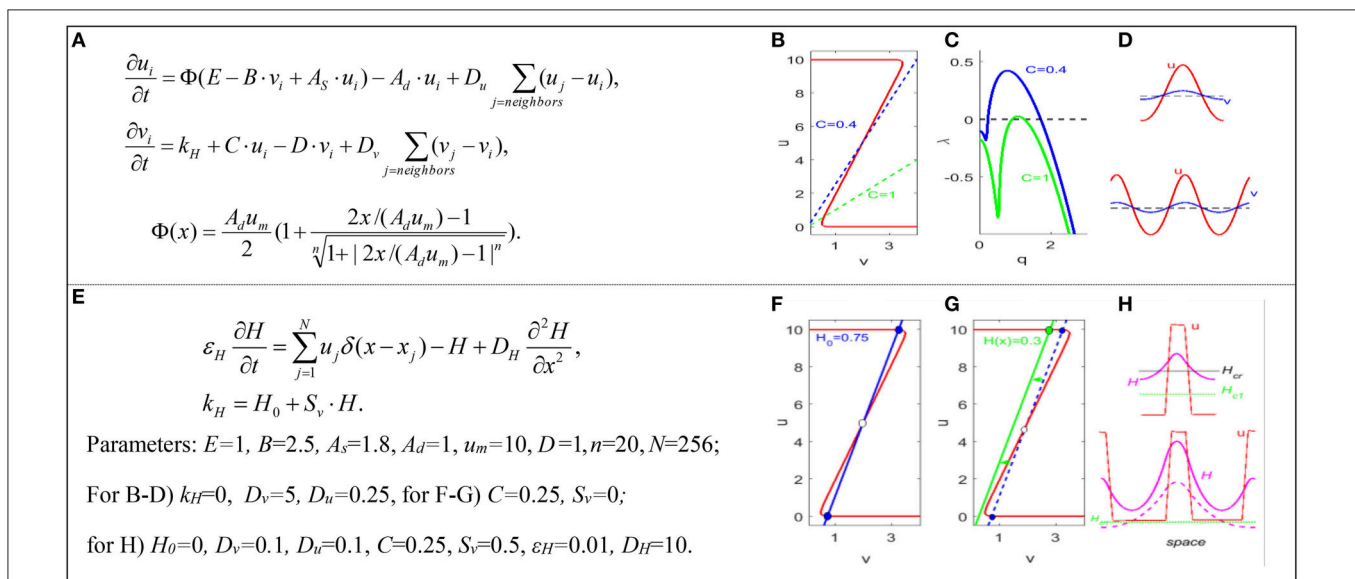 A
∂u_i/∂t = Φ(E − B · v_i + A_S · u_i) − A_d · u_i + D_u Σ_{j=neighbors} (u_j − u_i),
∂v_i/∂t = k_H + C · u_i − D · v_i + D_v Σ_{j=neighbors} (v_j − v_i),
Φ(x) = A_d u_m / 2 (1 + (2x/(A_d u_m) − 1) / ⁿ√(1+ | 2x/(A_d u_m) − 1|ⁿ)).
B
10
8
6
4
2
0
u
C=0.4
C=1
1
3
v
C
0.5
0
-0.5
λ
C=0.4
C=1
0
2
q
D
u
v
u
v
E
ε_H ∂H/∂t = Σ_{j=1}^{N} u_j δ(x − x_j) − H + D_H ∂²H/∂x²,
k_H = H_0 + S_v · H.
Parameters: E=1, B=2.5, A_s=1.8, A_d=1, u_m=10, D=1, n=20, N=256;
For B-D) k_H=0, D_v=5, D_u=0.25, for F-G) C=0.25, S_v=0;
for H) H_0=0, D_v=0.1, D_u=0.1, C=0.25, S_v=0.5, ε_H=0.01, D_H=10.
F
10
8
6
4
2
0
u
H_0=0.75
1
3
v
G
10
8
6
4
2
0
u
H(x)=0.3
1
3
v
H
u
H
H_cr
H_c1
u
H
H
space